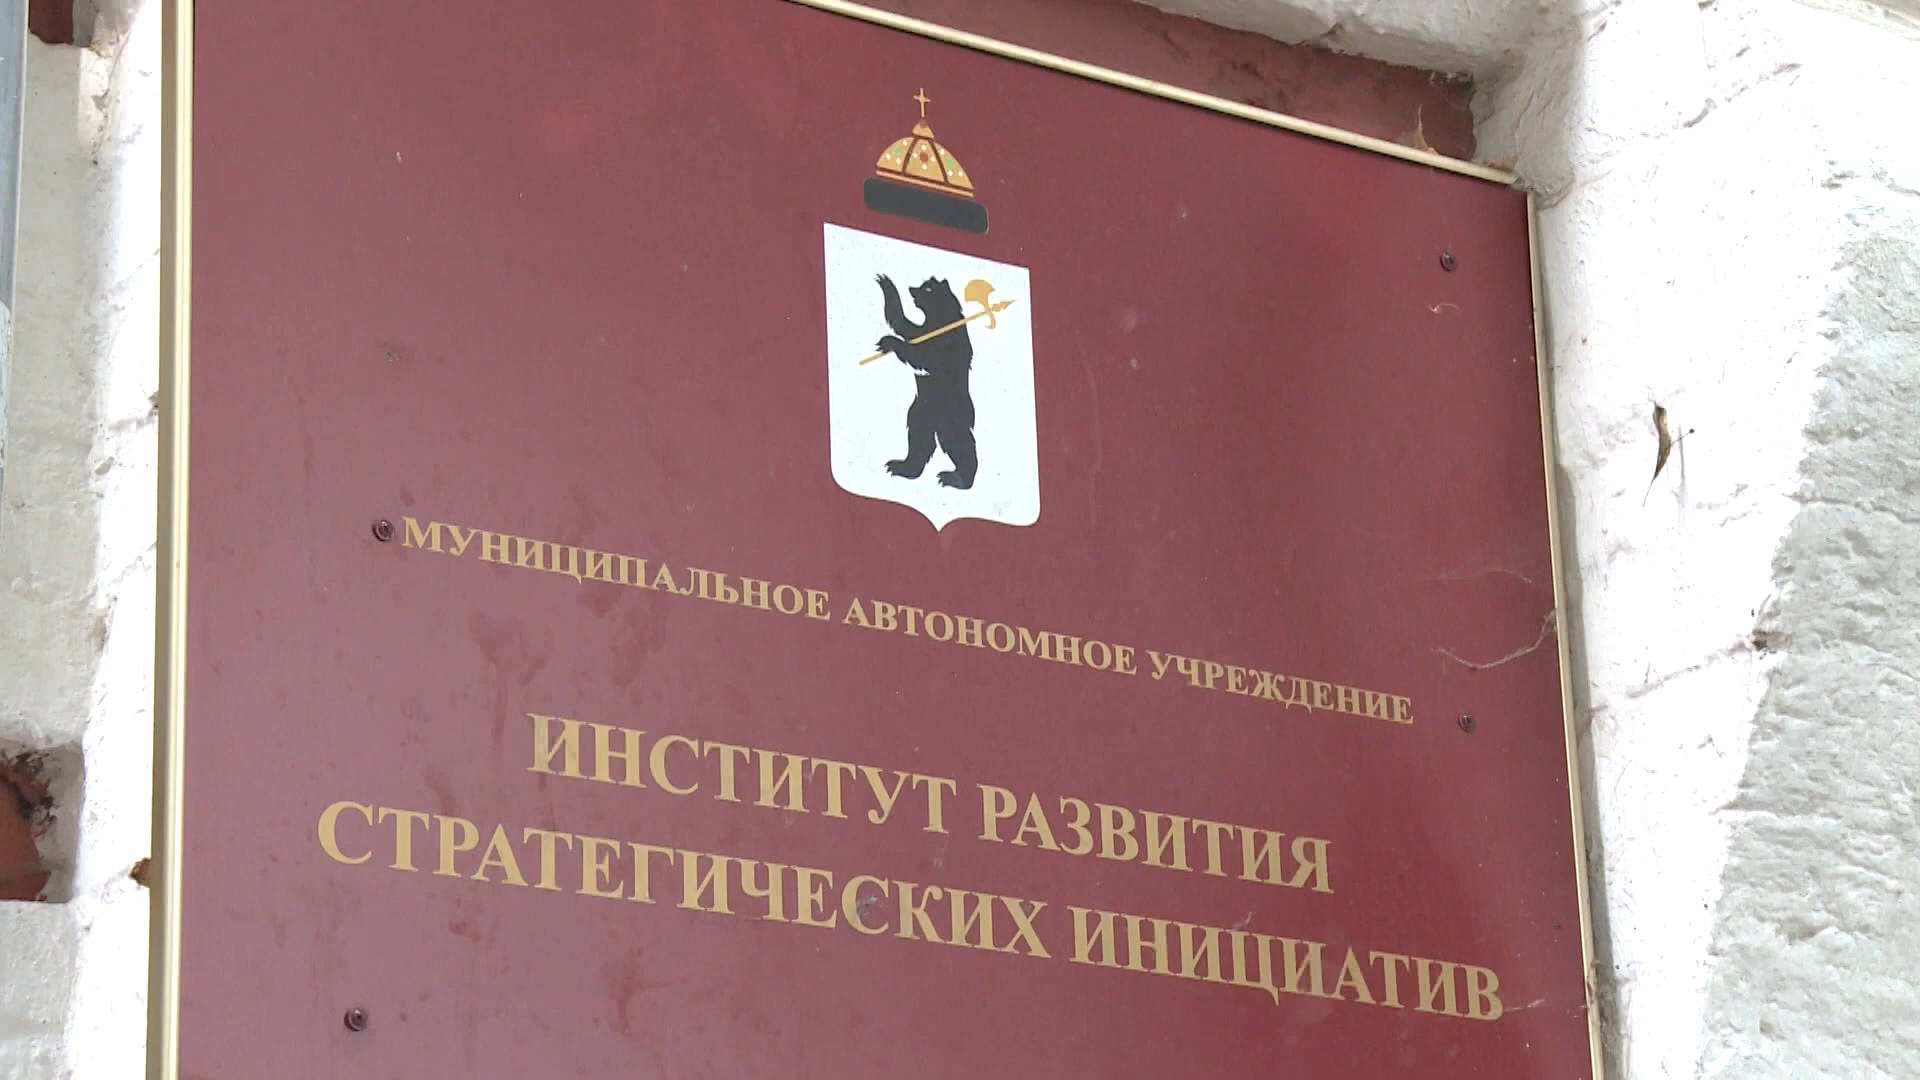 МУНИЦИПАЛЬНОЕ АВТОНОМНОЕ УЧРЕЖДЕНИЕ
ИНСТИТУТ РАЗВИТИЯ
СТРАТЕГИЧЕСКИХ ИНИЦИАТИВ